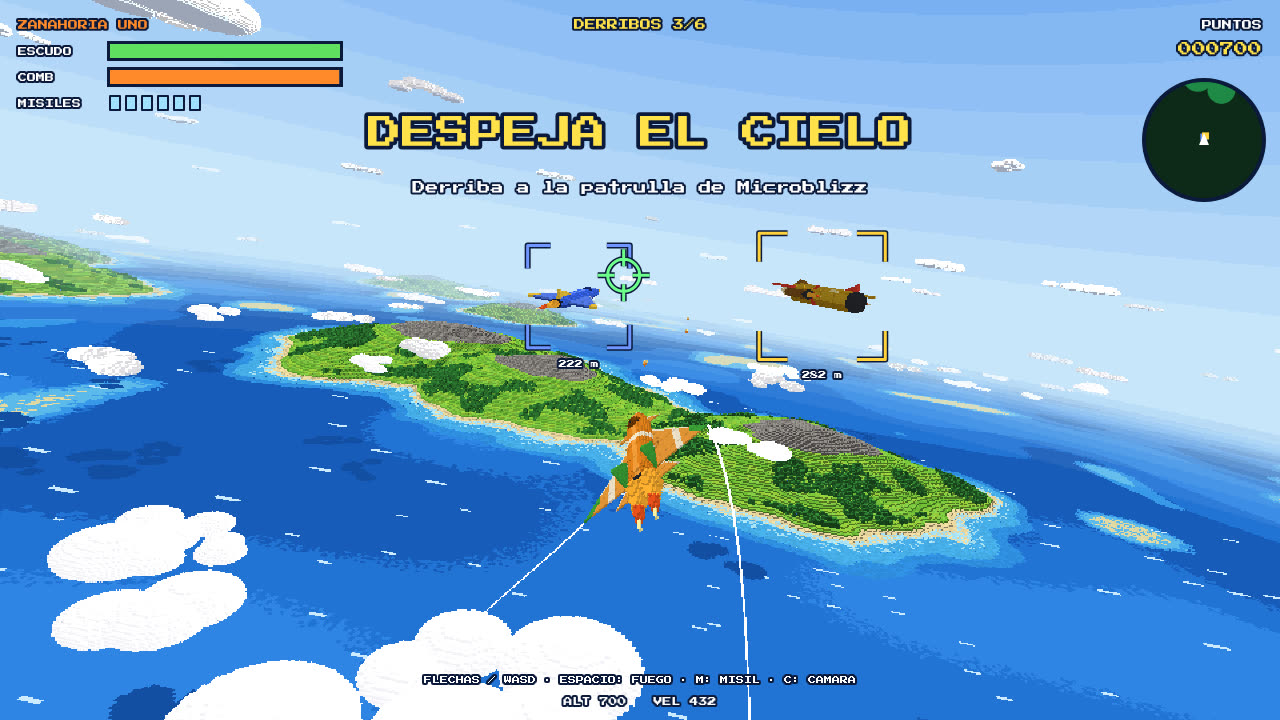 ZANAHORIA UNO
DERRIBOS 3/6
PUNTOS
000700
ESCUDO
COMB
MISILES
DESPEJA EL CIELO
Derriba a la patrulla de Microblizz
222 m
282 m
FLECHAS / WASD · ESPACIO: FUEGO · M: MISIL · C: CAMARA
ALT 700 VEL 432